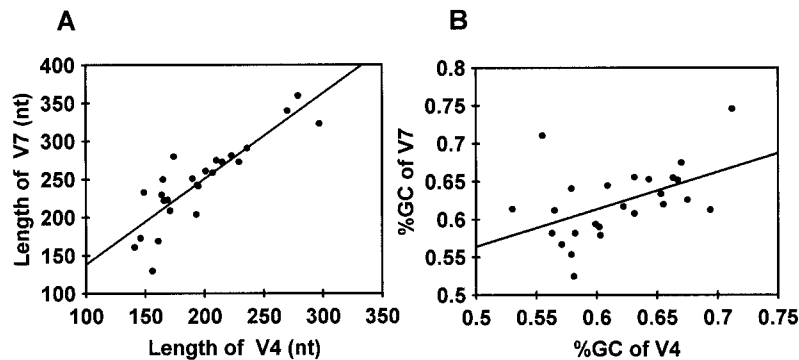 A
B
Length of V7 (nt)
400
350
300
250
200
150
100
100 150 200 250 300 350
Length of V4 (nt)
%GC of V7
0.8
0.75
0.7
0.65
0.6
0.55
0.5
0.5 0.55 0.6 0.65 0.7 0.75
%GC of V4